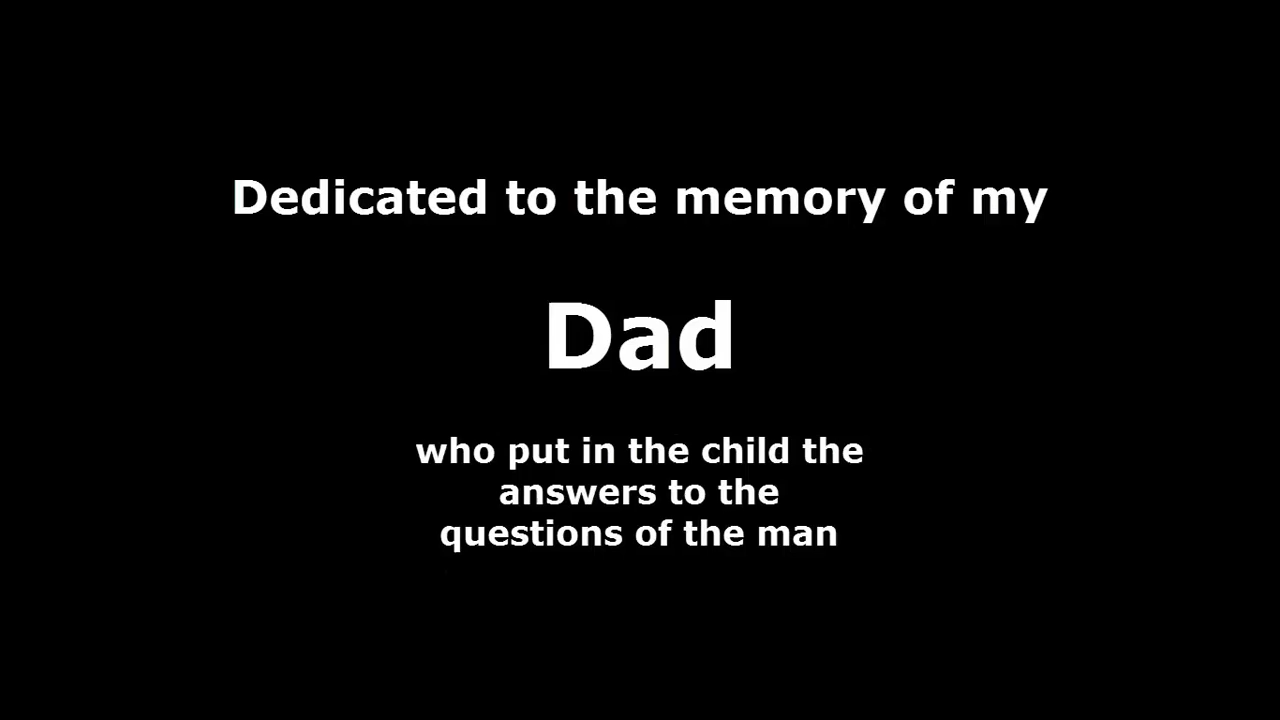 Dedicated to the memory of my
Dad
who put in the child the
answers to the
questions of the man